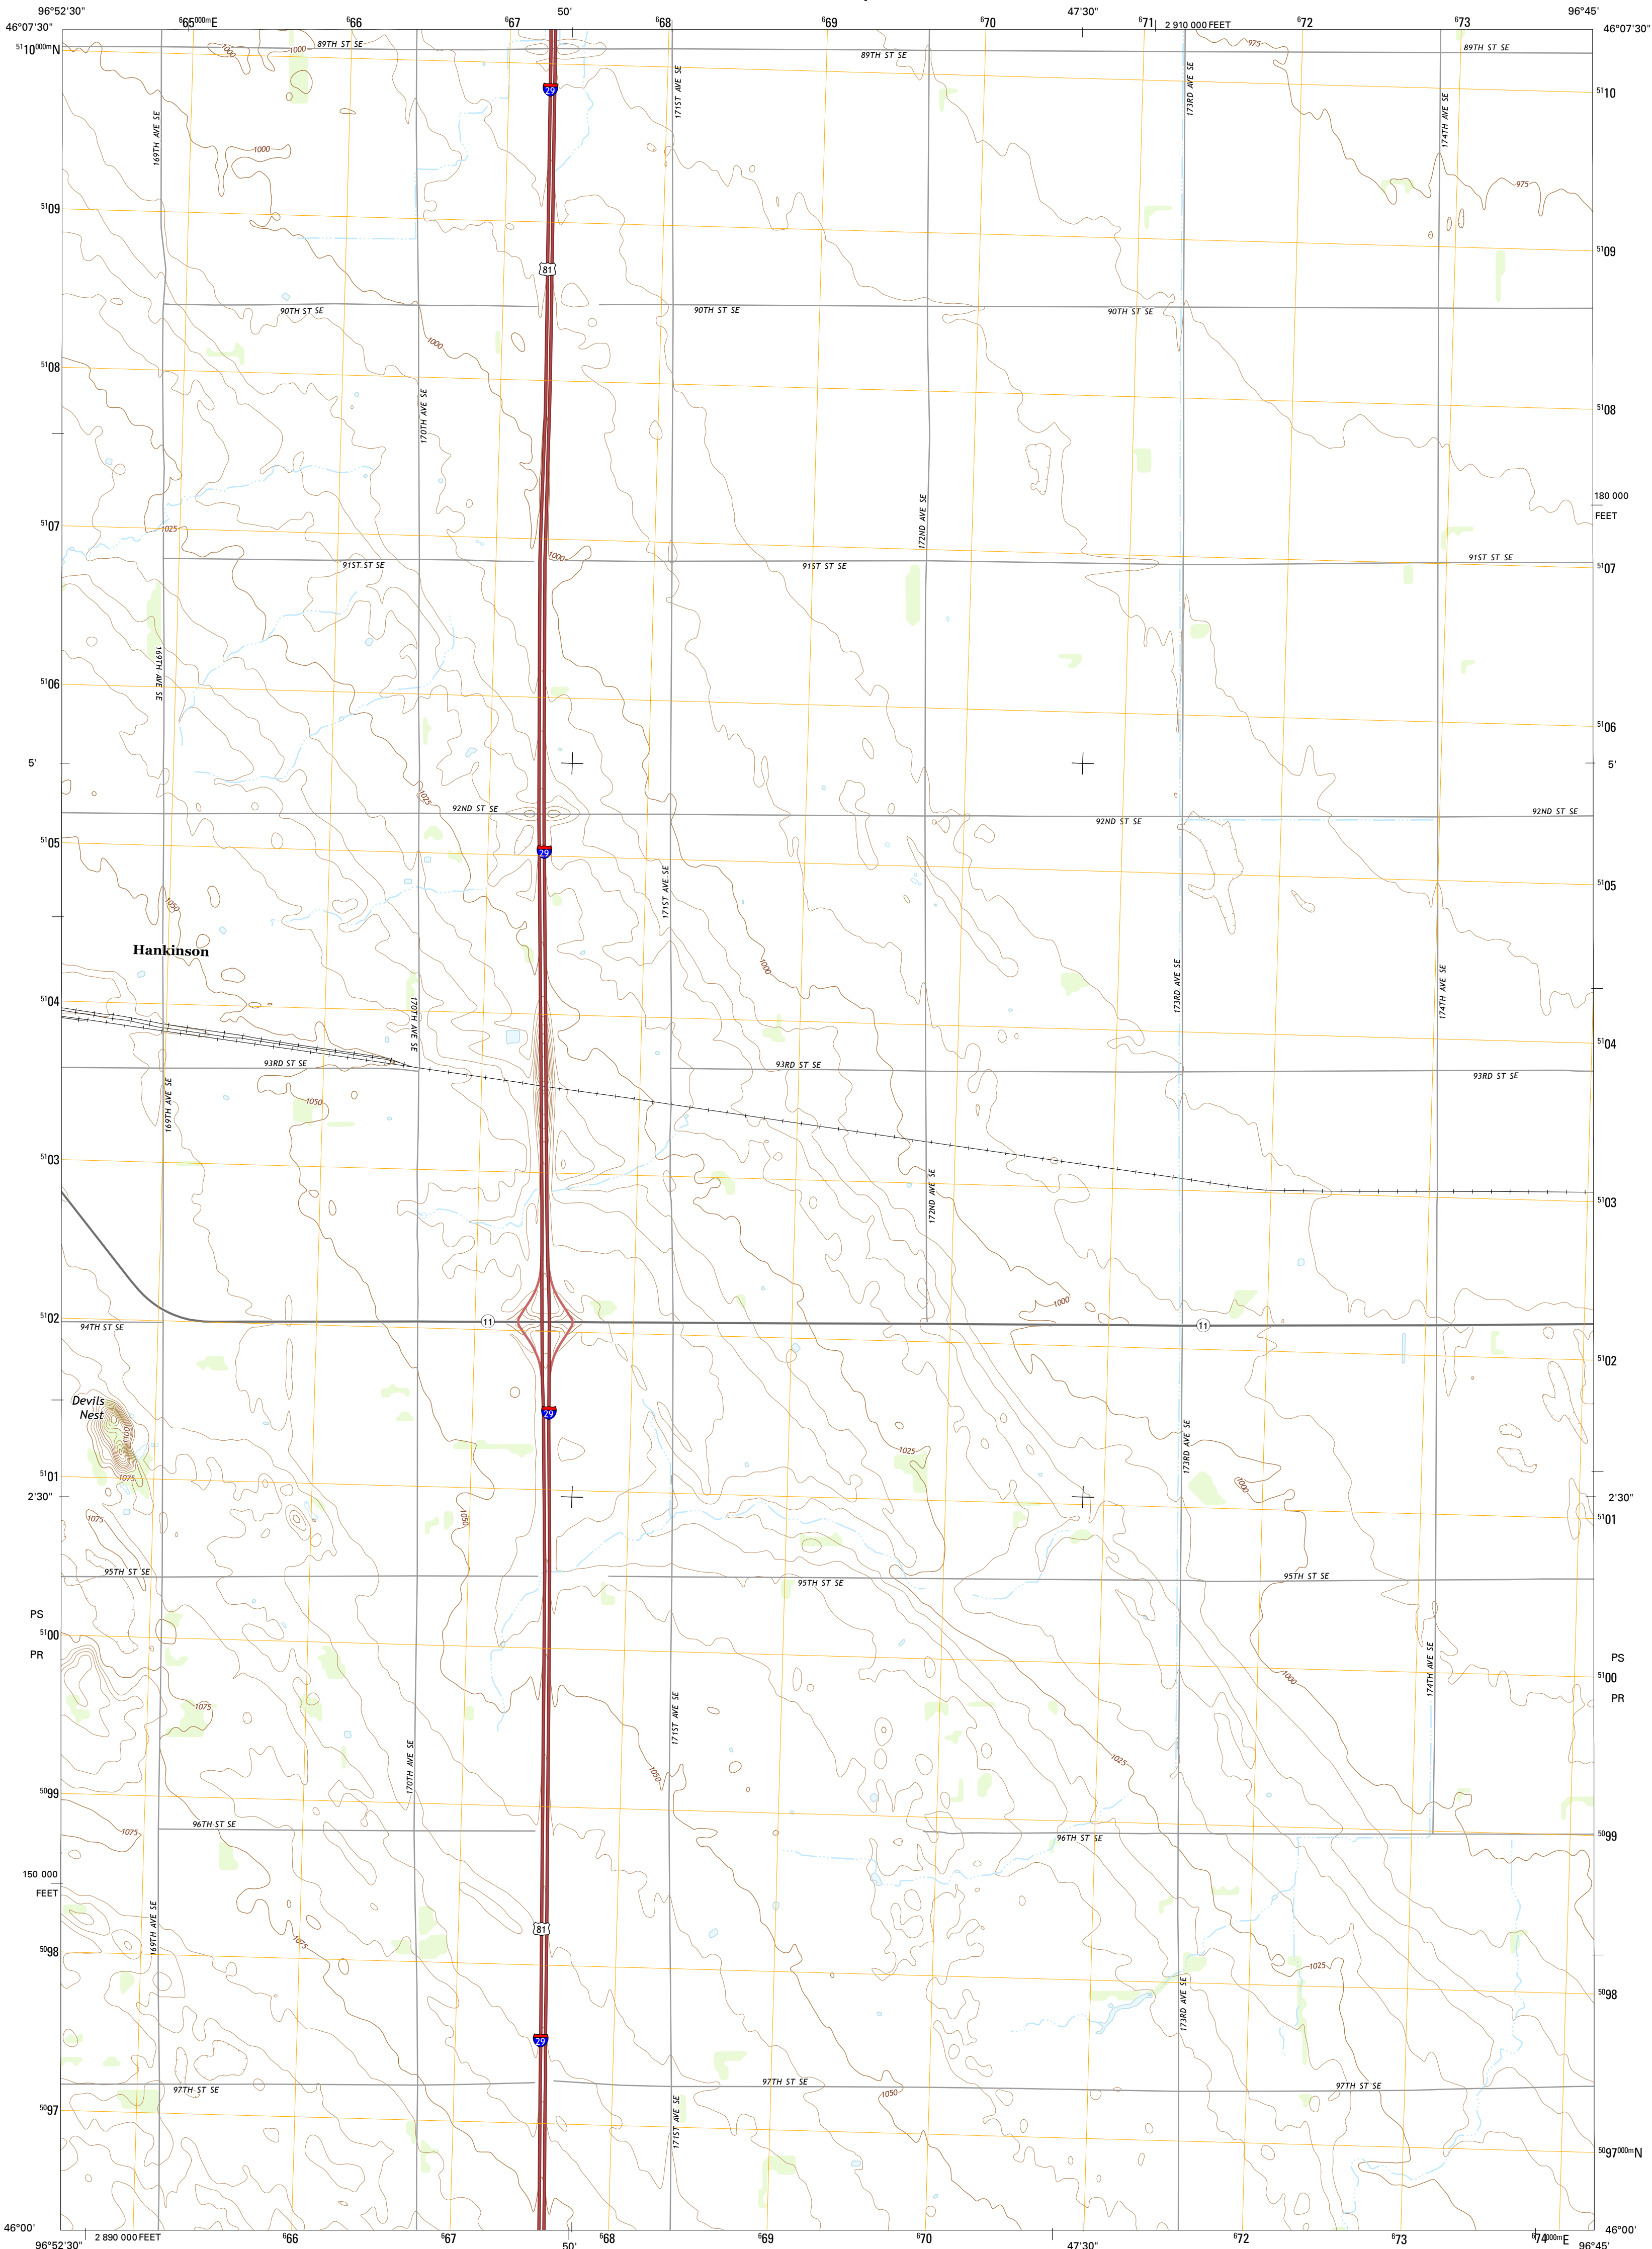 96°52'30"
⁶65⁰⁰⁰ᵐE
⁶66
⁶67
50'
⁶68
⁶69
⁶70
47'30"
⁶71
2 910 000 FEET
⁶72
⁶73
96°45'
46°07'30"
46°07'30"
⁵¹10⁰⁰⁰ᵐN
89TH ST SE
89TH ST SE
89TH ST SE
1000
1000
975
29
171ST AVE SE
173RD AVE SE
174TH AVE SE
⁵¹10
169TH AVE SE
1000
975
⁵¹09
⁵¹09
81
90TH ST SE
90TH ST SE
90TH ST SE
1000
⁵¹08
170TH AVE SE
⁵¹08
180 000
FEET
172ND AVE SE
⁵¹07
1025
1000
91ST ST SE
91ST ST SE
91ST ST SE
⁵¹07
169TH AVE SE
⁵¹06
⁵¹06
5'
5'
1025
92ND ST SE
92ND ST SE
92ND ST SE
⁵¹05
29
171ST AVE SE
⁵¹05
1050
Hankinson
1000
173RD AVE SE
174TH AVE SE
⁵¹04
170TH AVE SE
⁵¹04
93RD ST SE
93RD ST SE
93RD ST SE
1050
169TH AVE SE
⁵¹03
172ND AVE SE
⁵¹03
1000
⁵¹02
94TH ST SE
11
11
⁵¹02
Devils
Nest
29
1100
1025
173RD AVE SE
⁵¹01
1075
1000
2'30"
2'30"
1075
1050
⁵¹01
95TH ST SE
95TH ST SE
95TH ST SE
PS
⁵¹00
PR
174TH AVE SE
PS
⁵¹00
PR
1000
1075
171ST AVE SE
170TH AVE SE
1050
1025
⁵⁰99
96TH ST SE
1075
96TH ST SE
⁵⁰99
150 000
FEET
169TH AVE SE
81
⁵⁰98
1075
1025
⁵⁰98
173RD AVE SE
29
97TH ST SE
97TH ST SE
97TH ST SE
1050
⁵⁰97
171ST AVE SE
⁵⁰97⁰⁰⁰ᵐN
46°00'
46°00'
2 890 000 FEET
⁶66
⁶67
⁶68
⁶69
⁶70
⁶72
⁶73
⁶74⁰⁰⁰ᵐE
96°52'30"
50'
47'30"
96°45'